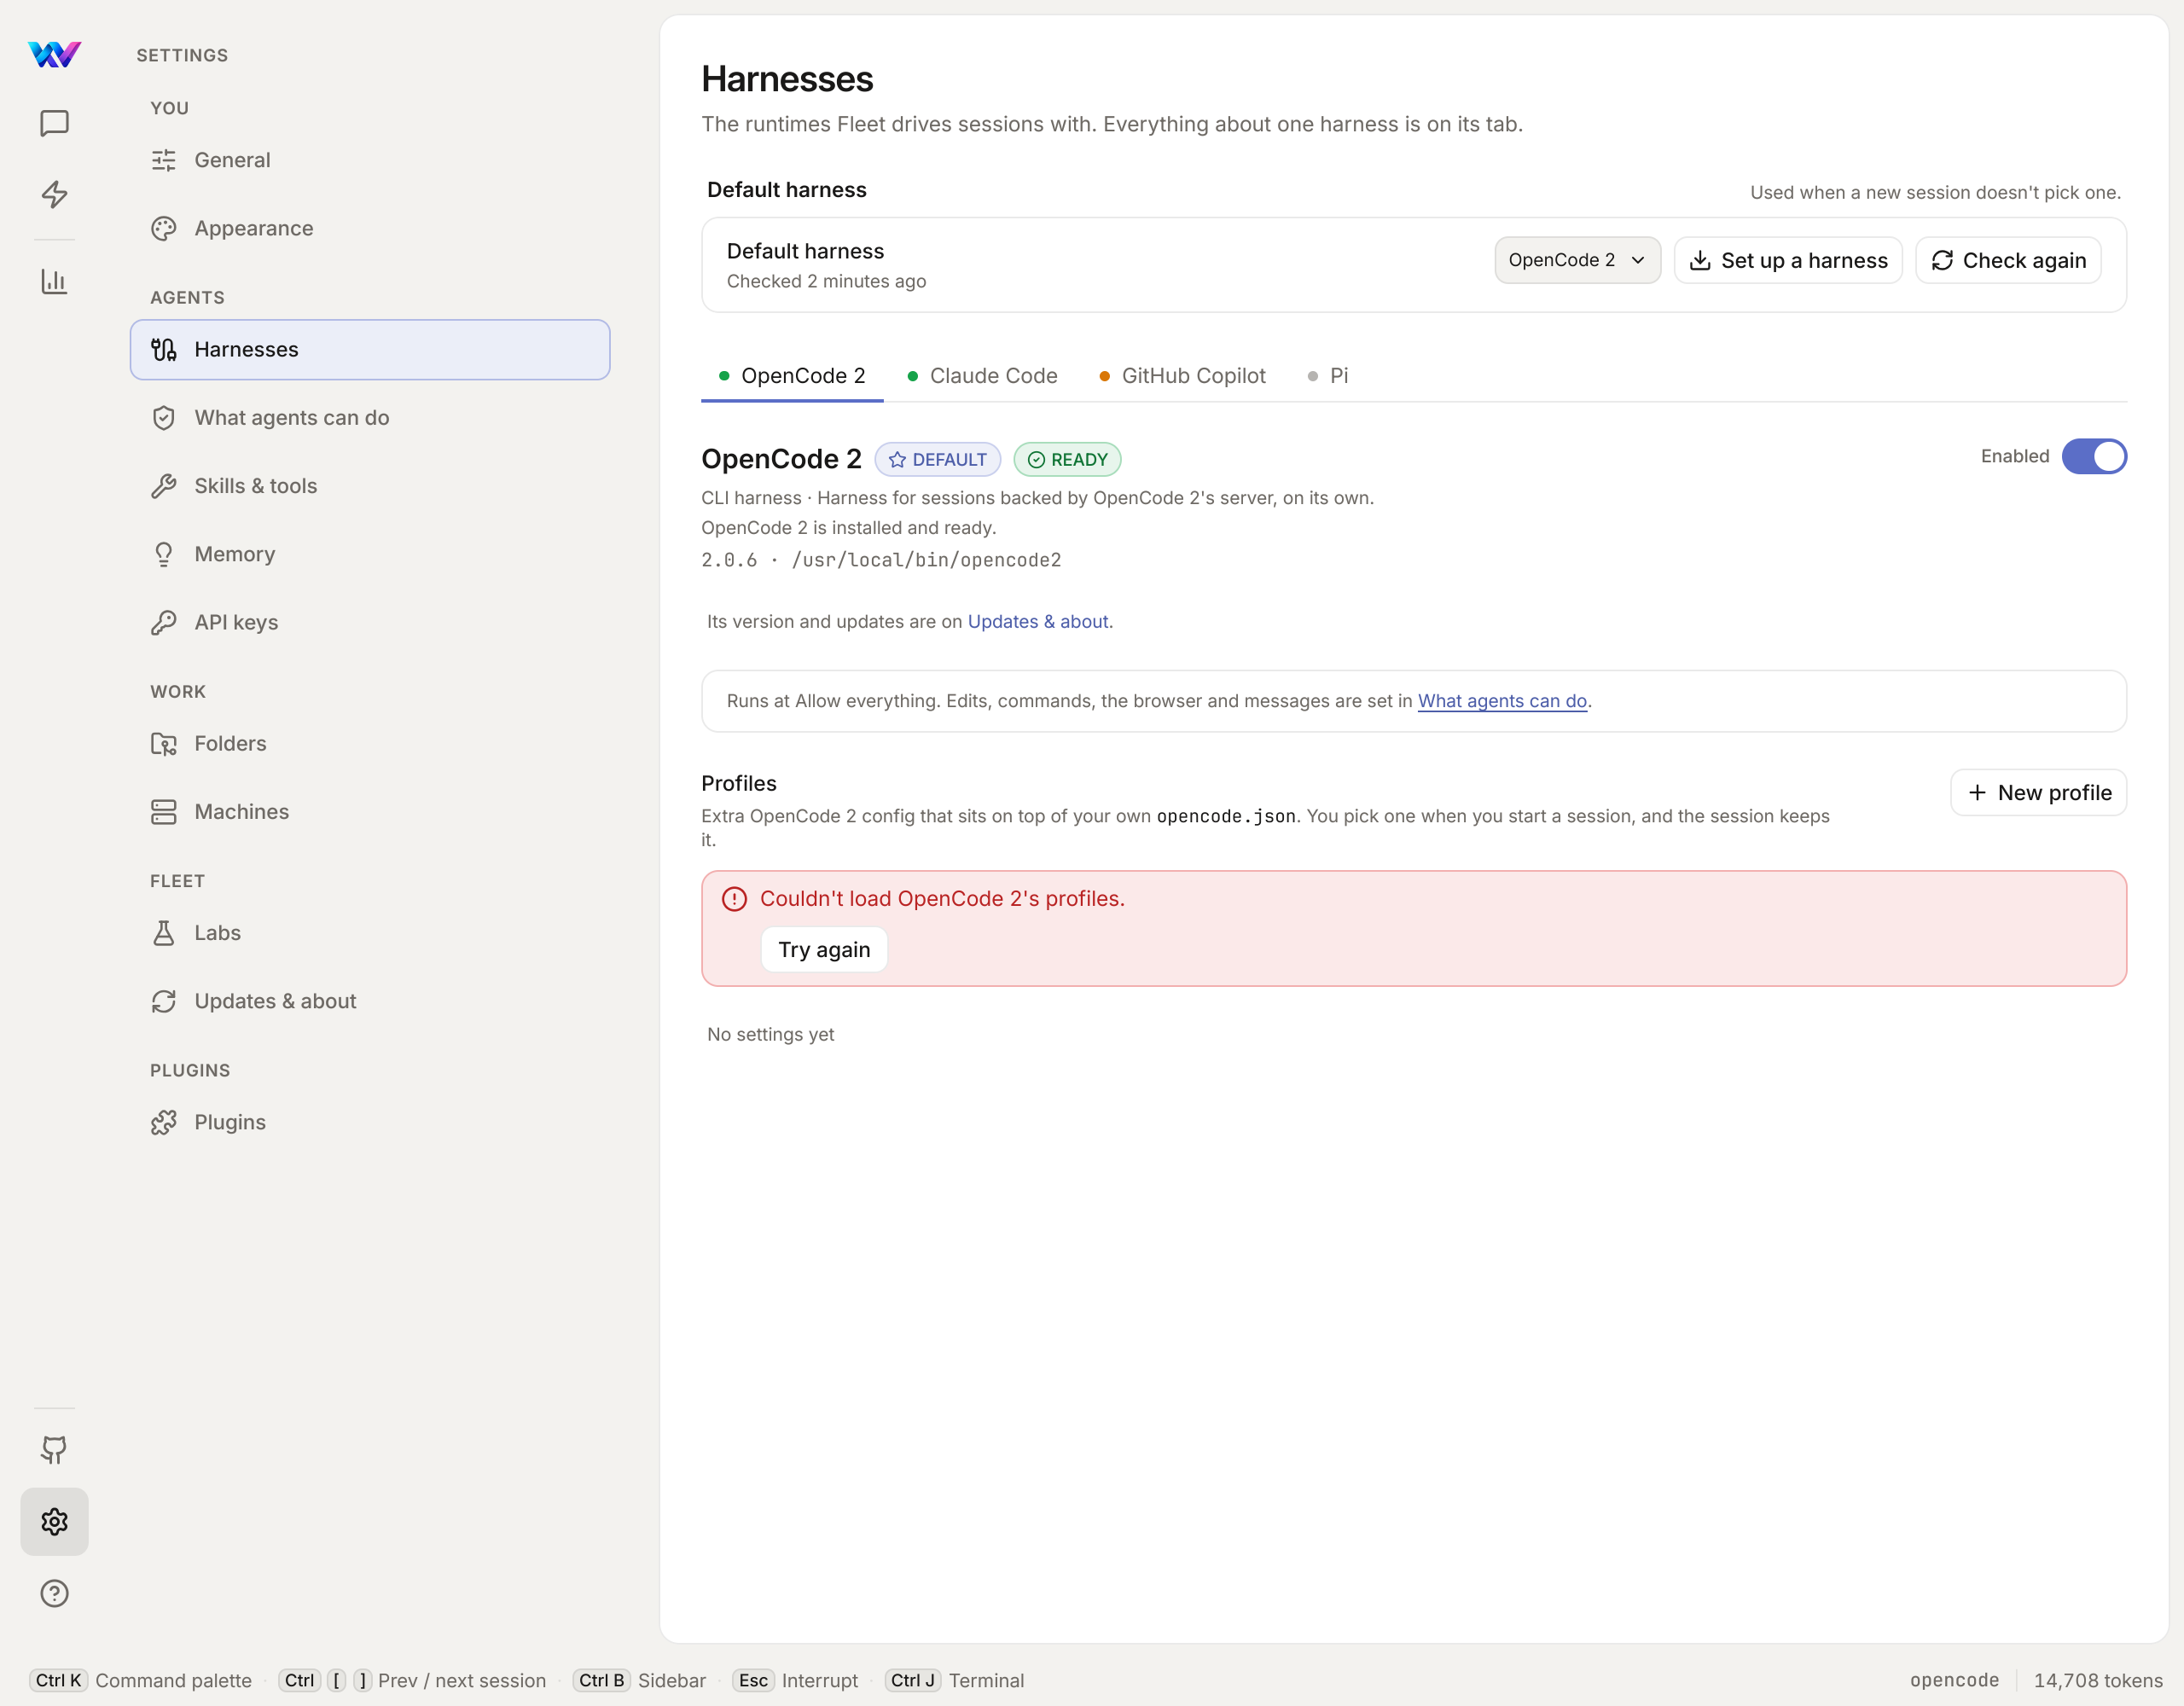 SETTINGS
YOU
General
Appearance
AGENTS
Harnesses
What agents can do
Skills & tools
Memory
API keys
WORK
Folders
Machines
FLEET
Labs
Updates & about
PLUGINS
Plugins
Harnesses
The runtimes Fleet drives sessions with. Everything about one harness is on its tab.
Default harness
Used when a new session doesn't pick one.
Default harness
Checked 2 minutes ago
OpenCode 2
Set up a harness
Check again
OpenCode 2
Claude Code
GitHub Copilot
Pi
OpenCode 2
DEFAULT
READY
Enabled
CLI harness · Harness for sessions backed by OpenCode 2's server, on its own.
OpenCode 2 is installed and ready.
2.0.6 · /usr/local/bin/opencode2
Its version and updates are on Updates & about.
Runs at Allow everything. Edits, commands, the browser and messages are set in What agents can do.
Profiles
New profile
Extra OpenCode 2 config that sits on top of your own opencode.json. You pick one when you start a session, and the session keeps
it.
Couldn't load OpenCode 2's profiles.
Try again
No settings yet
Ctrl K Command palette · Ctrl [ ] Prev / next session · Ctrl B Sidebar · Esc Interrupt · Ctrl J Terminal
opencode
14,708 tokens